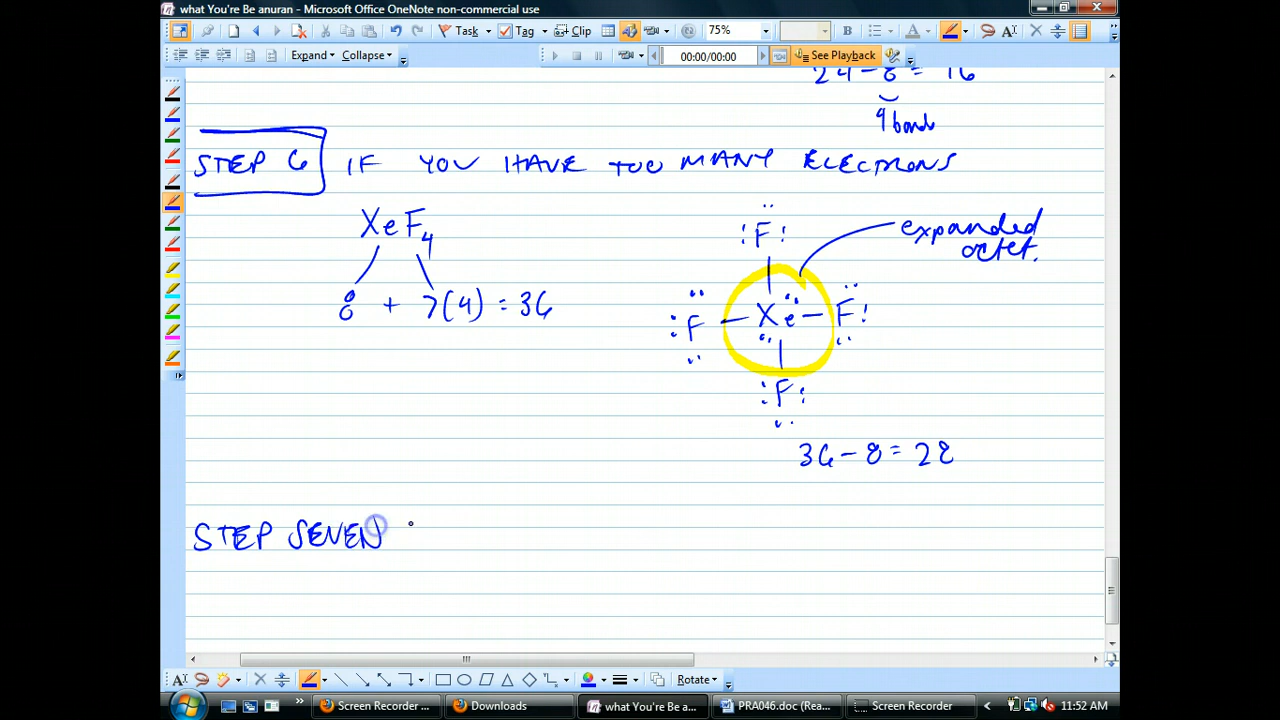 what You're Be anuran - Microsoft Office OneNote non-commercial use
Task Tag Clip 75%
Expand Collapse 00:00/00:00 See Playback
24 - 8 = 16
4 bonds
STEP 6 IF YOU HAVE TOO MANY ELECTRONS
XeF4
8 + 7(4) = 36
F
expanded
octet.
F - Xe - F
F
36 - 8 = 28
STEP SEVEN
Rotate
Screen Recorder ... Downloads what You're Be a... PRA046.doc (Rea... Screen Recorder 11:52 AM